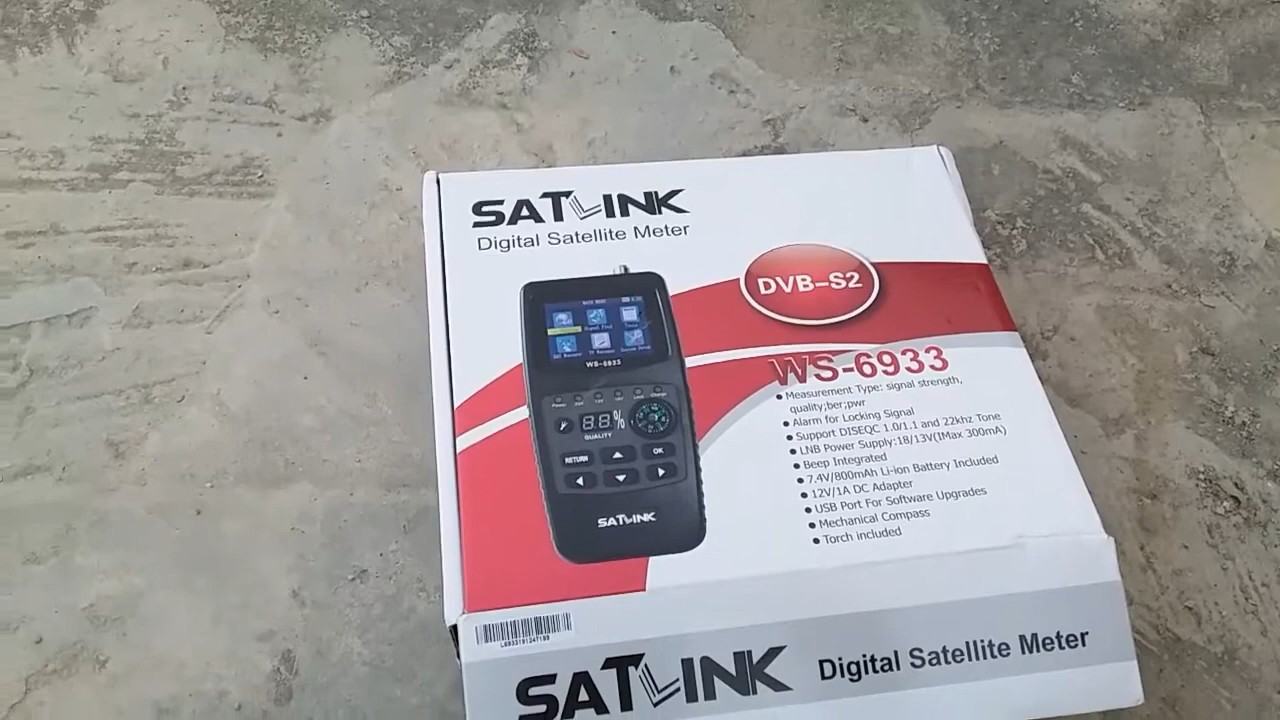 SATLINK
Digital Satellite Meter
DVB-S2
WS-6933
• Measurement Type: signal strength,
quality;ber;pwr
• Alarm for Locking Signal
• Support DISEQC 1.0/1.1 and 22khz Tone
• LNB Power Supply:18/13V(IMax 300mA)
• Beep Integrated
• 7.4V/800mAh Li-ion Battery Included
• 12V/1A DC Adapter
• USB Port For Software Upgrades
• Mechanical Compass
• Torch included
WS-6933
88%
QUALITY
RETURN
OK
SATLINK
SATLINK Digital Satellite Meter